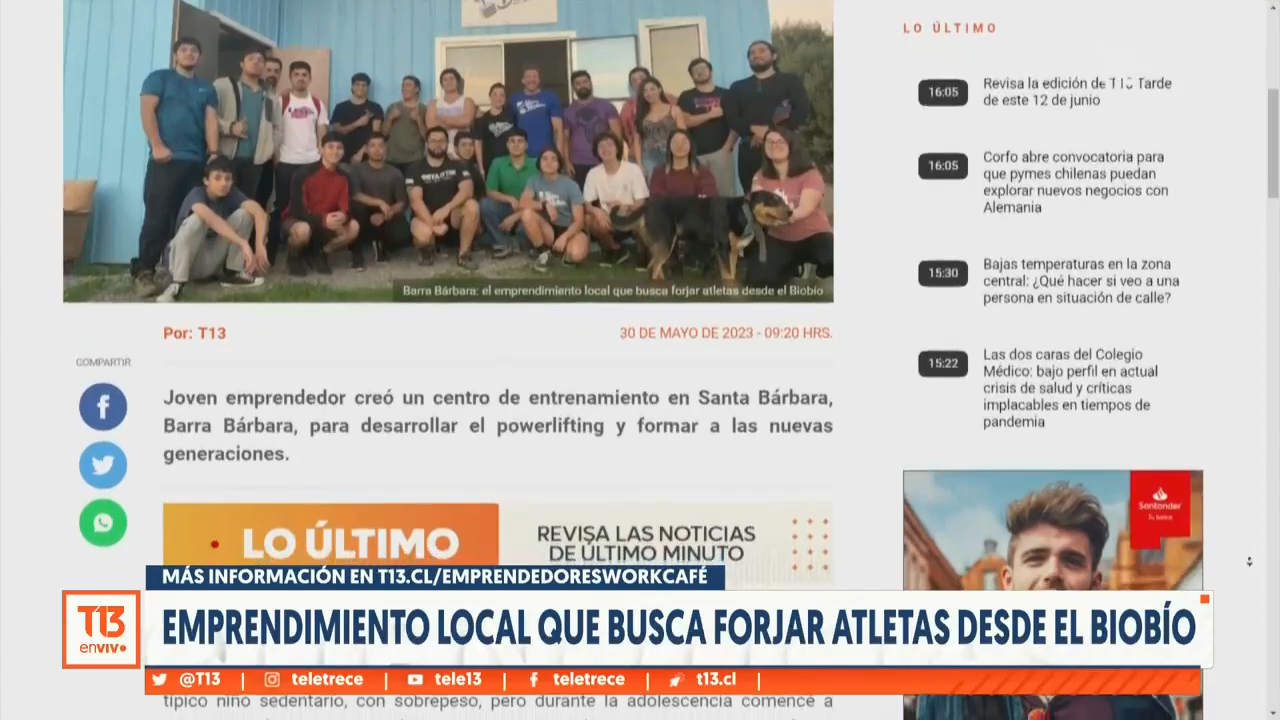 LO ÚLTIMO
16:05
Revisa la edición de T13 Tarde
de este 12 de junio
16:05
Corfo abre convocatoria para
que pymes chilenas puedan
explorar nuevos negocios con
Alemania
15:30
Bajas temperaturas en la zona
central: ¿Qué hacer si veo a una
persona en situación de calle?
15:22
Las dos caras del Colegio
Médico: bajo perfil en actual
crisis de salud y críticas
implacables en tiempos de
pandemia
Barra Bárbara: el emprendimiento local que busca forjar atletas desde el Biobío
Por: T13
30 DE MAYO DE 2023 - 09:20 HRS.
COMPARTIR
Joven emprendedor creó un centro de entrenamiento en Santa Bárbara,
Barra Bárbara, para desarrollar el powerlifting y formar a las nuevas
generaciones.
LO ÚLTIMO
REVISA LAS NOTICIAS
DE ÚLTIMO MINUTO
Santander
MÁS INFORMACIÓN EN T13.CL/EMPRENDEDORESWORKCAFÉ
T13
en vivo
EMPRENDIMIENTO LOCAL QUE BUSCA FORJAR ATLETAS DESDE EL BIOBÍO
@T13 | teletrece | tele13 | teletrece | t13.cl |
típico niño sedentario, con sobrepeso, pero durante la adolescencia comencé a